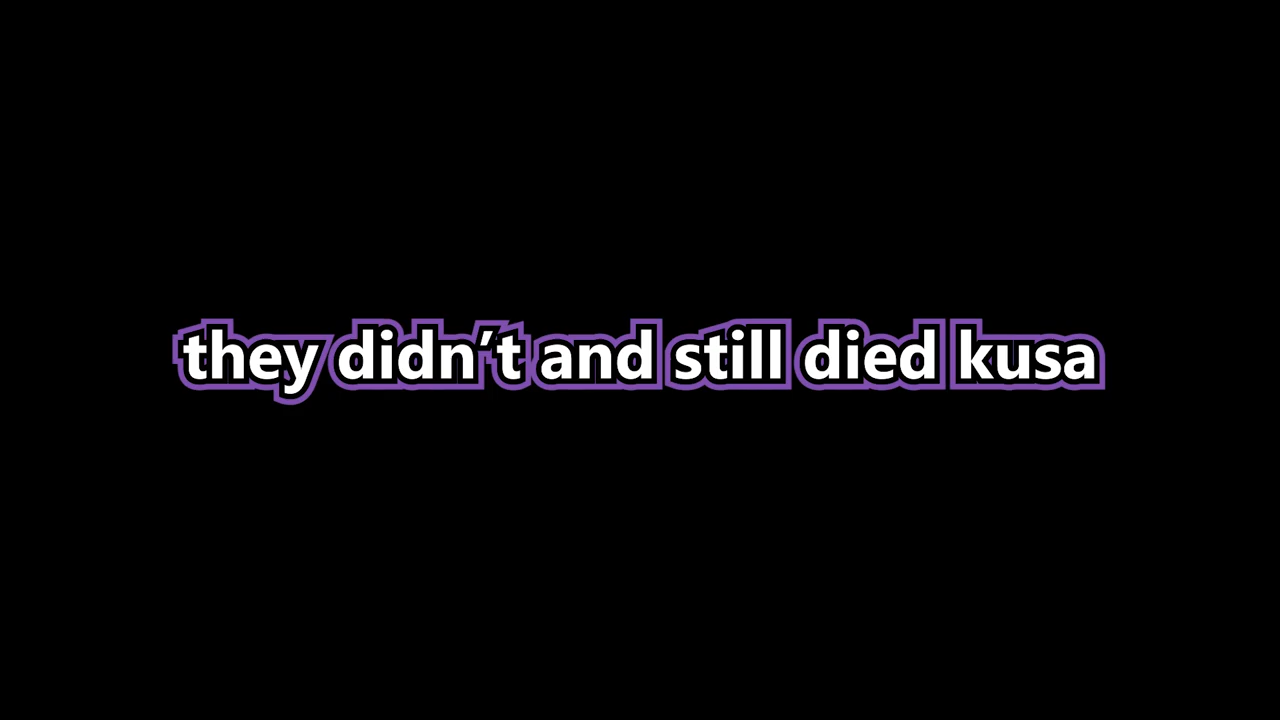 they didn’t and still died kusa